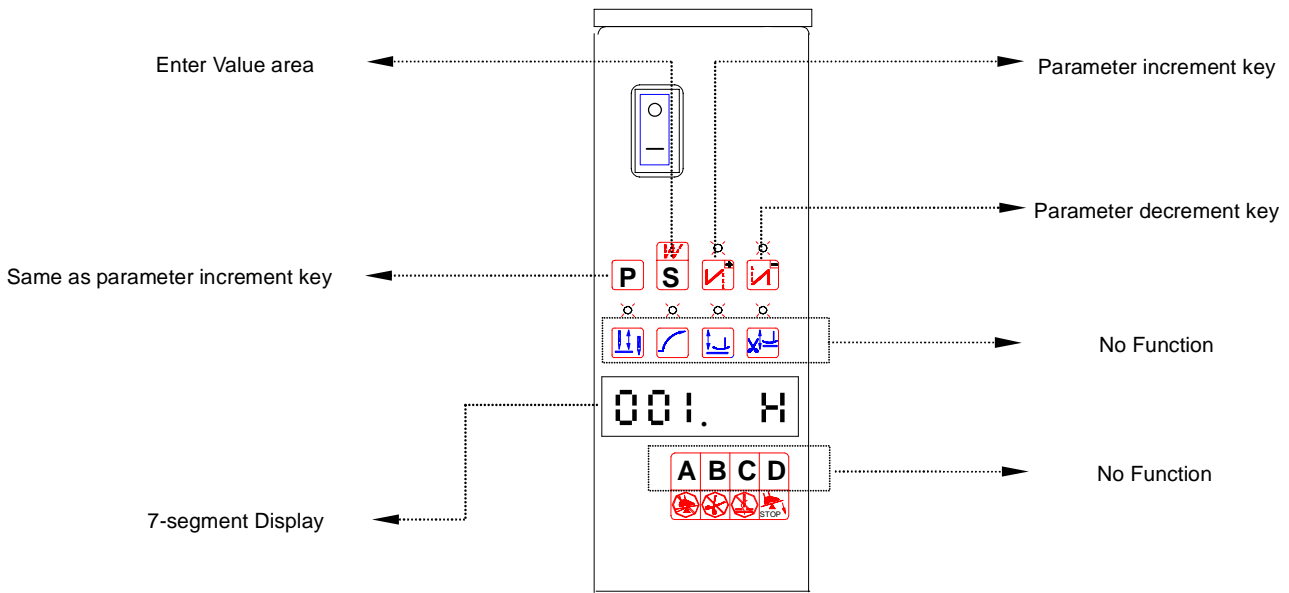 Enter Value area
Parameter increment key
Parameter decrement key
W
Same as parameter increment key
P S
No Function
001. H
A B C D
No Function
STOP
7-segment Display